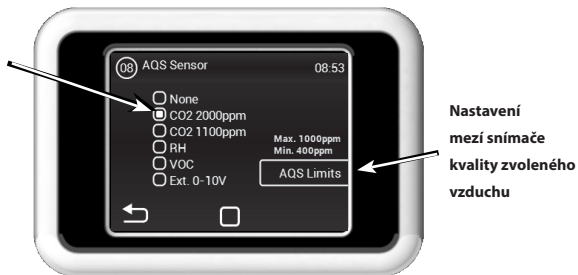 08 AQS Sensor 08:53
None
CO2 2000ppm
CO2 1100ppm
RH
VOC
Ext. 0-10V
Max. 1000ppm
Min. 400ppm
AQS Limits
Nastavení
mezí snímače
kvality zvoleného
vzduchu